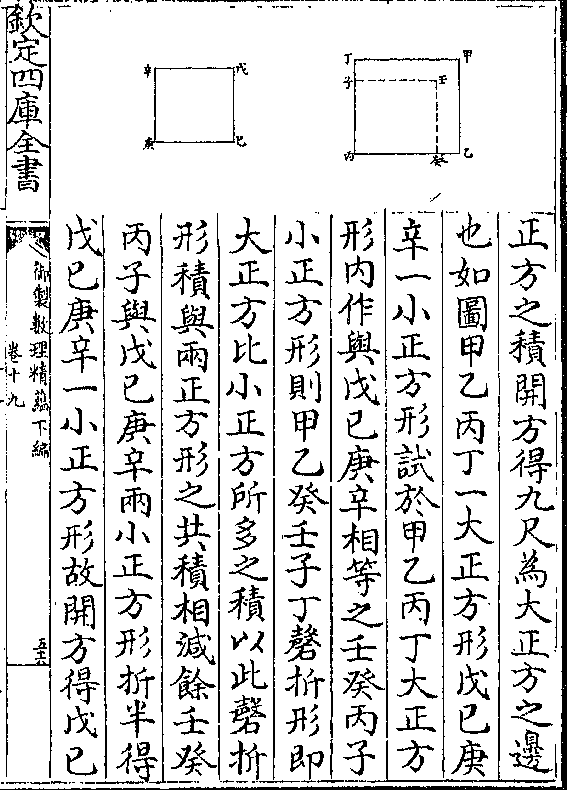 正方之積開方得九尺為大正方之邊
也如圖甲乙丙丁一大正方形戊巳庚
辛一小正方形試於甲乙丙丁大正方
形内作與戊巳庚辛相等之壬癸丙子
小正方形則甲乙癸壬子丁磬折形即
大正方比小正方所多之積以此磬折
形積與兩正方形之共積相減餘壬癸
丙子與戊巳庚辛兩小正方形折半得
戊巳庚辛一小正方形故開方得戊巳
甲
乙
丙
丁
子
壬
癸
戊
巳
庚
辛
欽定四庫全書
御製數理精藴下編
卷十九
五六